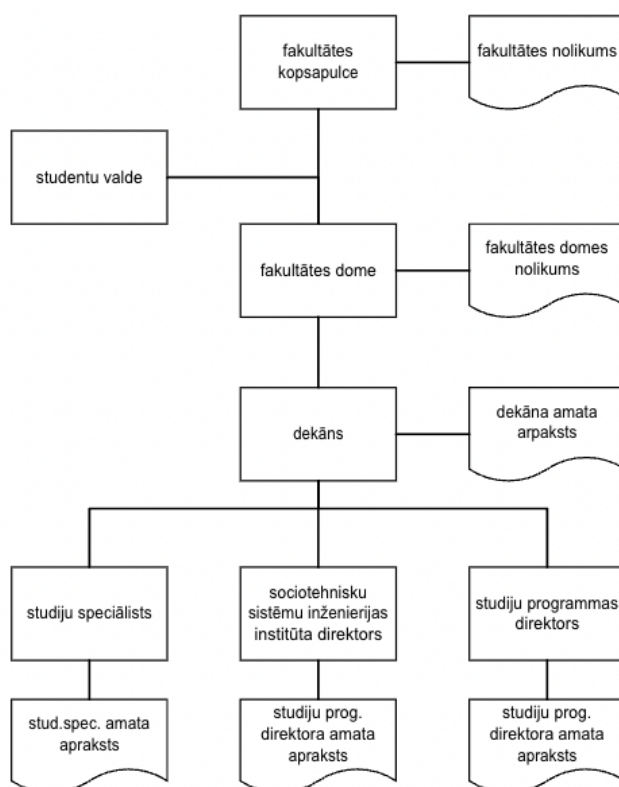 fakultātes
kopsapulce
fakultātes nolikums
studentu valde
fakultātes dome
fakultātes domes
nolikums
dekāns
dekāna amata
arpaksts
studiju speciālists
sociotehnisku
sistēmu inženierijas
institūta direktors
studiju programmas
direktors
stud.spec. amata
apraksts
studiju prog.
direktora amata
apraksts
studiju prog.
direktora amata
apraksts